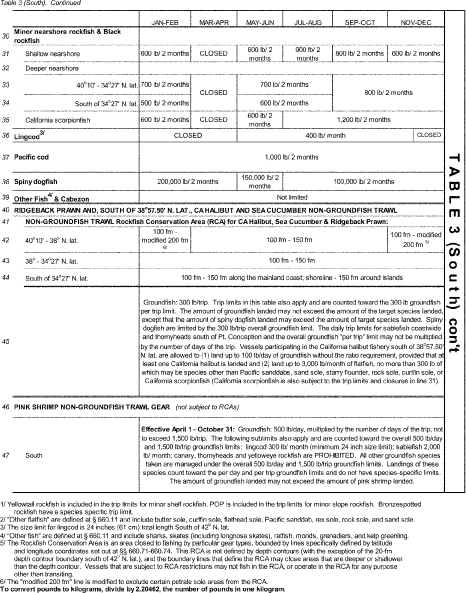 Table 3 (South). Continued
JAN-FEB MAR-APR MAY-JUN JUL-AUG SEP-OCT NOV-DEC
30 Minor nearshore rockfish & Black rockfish
31 Shallow nearshore 600 lb/ 2 months CLOSED 800 lb/ 2 months 900 lb/ 2 months 800 lb/ 2 months 600 lb/ 2 months
32 Deeper nearshore
33 40°10' - 34°27' N. lat. 700 lb/ 2 months CLOSED 700 lb/ 2 months 800 lb/ 2 months
34 South of 34°27' N. lat. 500 lb/ 2 months 600 lb/ 2 months
35 California scorpionfish 600 lb/ 2 months CLOSED 600 lb/ 2 months 1,200 lb/ 2 months
36 Lingcod 3/ CLOSED 400 lb/ month CLOSED
37 Pacific cod 1,000 lb/ 2 months
38 Spiny dogfish 200,000 lb/ 2 months 150,000 lb/ 2 months 100,000 lb/ 2 months
39 Other Fish 4/ & Cabezon Not limited
40 RIDGEBACK PRAWN AND, SOUTH OF 38°57.50' N. LAT., CA HALIBUT AND SEA CUCUMBER NON-GROUNDFISH TRAWL
41 NON-GROUNDFISH TRAWL Rockfish Conservation Area (RCA) for CA Halibut, Sea Cucumber & Ridgeback Prawn:
42 40°10' - 38° N. lat. 100 fm - modified 200 fm 6/ 100 fm - 150 fm 100 fm - modified 200 fm 6/
43 38° - 34°27' N. lat. 100 fm - 150 fm
44 South of 34°27' N. lat. 100 fm - 150 fm along the mainland coast; shoreline - 150 fm around islands
45
Groundfish: 300 lb/trip. Trip limits in this table also apply and are counted toward the 300 lb groundfish
per trip limit. The amount of groundfish landed may not exceed the amount of the target species landed,
except that the amount of spiny dogfish landed may exceed the amount of target species landed. Spiny
dogfish are limited by the 300 lb/trip overall groundfish limit. The daily trip limits for sablefish coastwide
and thornyheads south of Pt. Conception and the overall groundfish "per trip" limit may not be multiplied
by the number of days of the trip. Vessels participating in the California halibut fishery south of 38°57.50'
N. lat. are allowed to (1) land up to 100 lb/day of groundfish without the ratio requirement, provided that at
least one California halibut is landed and (2) land up to 3,000 lb/month of flatfish, no more than 300 lb of
which may be species other than Pacific sanddabs, sand sole, starry flounder, rock sole, curlfin sole, or
California scorpionfish (California scorpionfish is also subject to the trip limits and closures in line 31).
46 PINK SHRIMP NON-GROUNDFISH TRAWL GEAR (not subject to RCAs)
47 South
Effective April 1 - October 31: Groundfish: 500 lb/day, multiplied by the number of days of the trip, not
to exceed 1,500 lb/trip. The following sublimits also apply and are counted toward the overall 500 lb/day
and 1,500 lb/trip groundfish limits: lingcod 300 lb/ month (minimum 24 inch size limit); sablefish 2,000
lb/ month; canary, thornyheads and yelloweye rockfish are PROHIBITED. All other groundfish species
taken are managed under the overall 500 lb/day and 1,500 lb/trip groundfish limits. Landings of these
species count toward the per day and per trip groundfish limits and do not have species-specific limits.
The amount of groundfish landed may not exceed the amount of pink shrimp landed.
TABLE 3 (South) con't
1/ Yellowtail rockfish is included in the trip limits for minor shelf rockfish. POP is included in the trip limits for minor slope rockfish. Bronzespotted
rockfish have a species specific trip limit.
2/ "Other flatfish" are defined at § 660.11 and include butter sole, curlfin sole, flathead sole, Pacific sanddab, rex sole, rock sole, and sand sole.
3/ The size limit for lingcod is 24 inches (61 cm) total length South of 42° N. lat.
4/ "Other fish" are defined at § 660.11 and include sharks, skates (including longnose skates), ratfish, morids, grenadiers, and kelp greenling.
5/ The Rockfish Conservation Area is an area closed to fishing by particular gear types, bounded by lines specifically defined by latitude
and longitude coordinates set out at §§ 660.71-660.74. This RCA is not defined by depth contours (with the exception of the 20-fm
depth contour boundary south of 42° N. lat.), and the boundary lines that define the RCA may close areas that are deeper or shallower
than the depth contour. Vessels that are subject to RCA restrictions may not fish in the RCA, or operate in the RCA for any purpose
other than transiting.
6/ The "modified 200 fm" line is modified to exclude certain petrale sole areas from the RCA.
To convert pounds to kilograms, divide by 2.20462, the number of pounds in one kilogram.